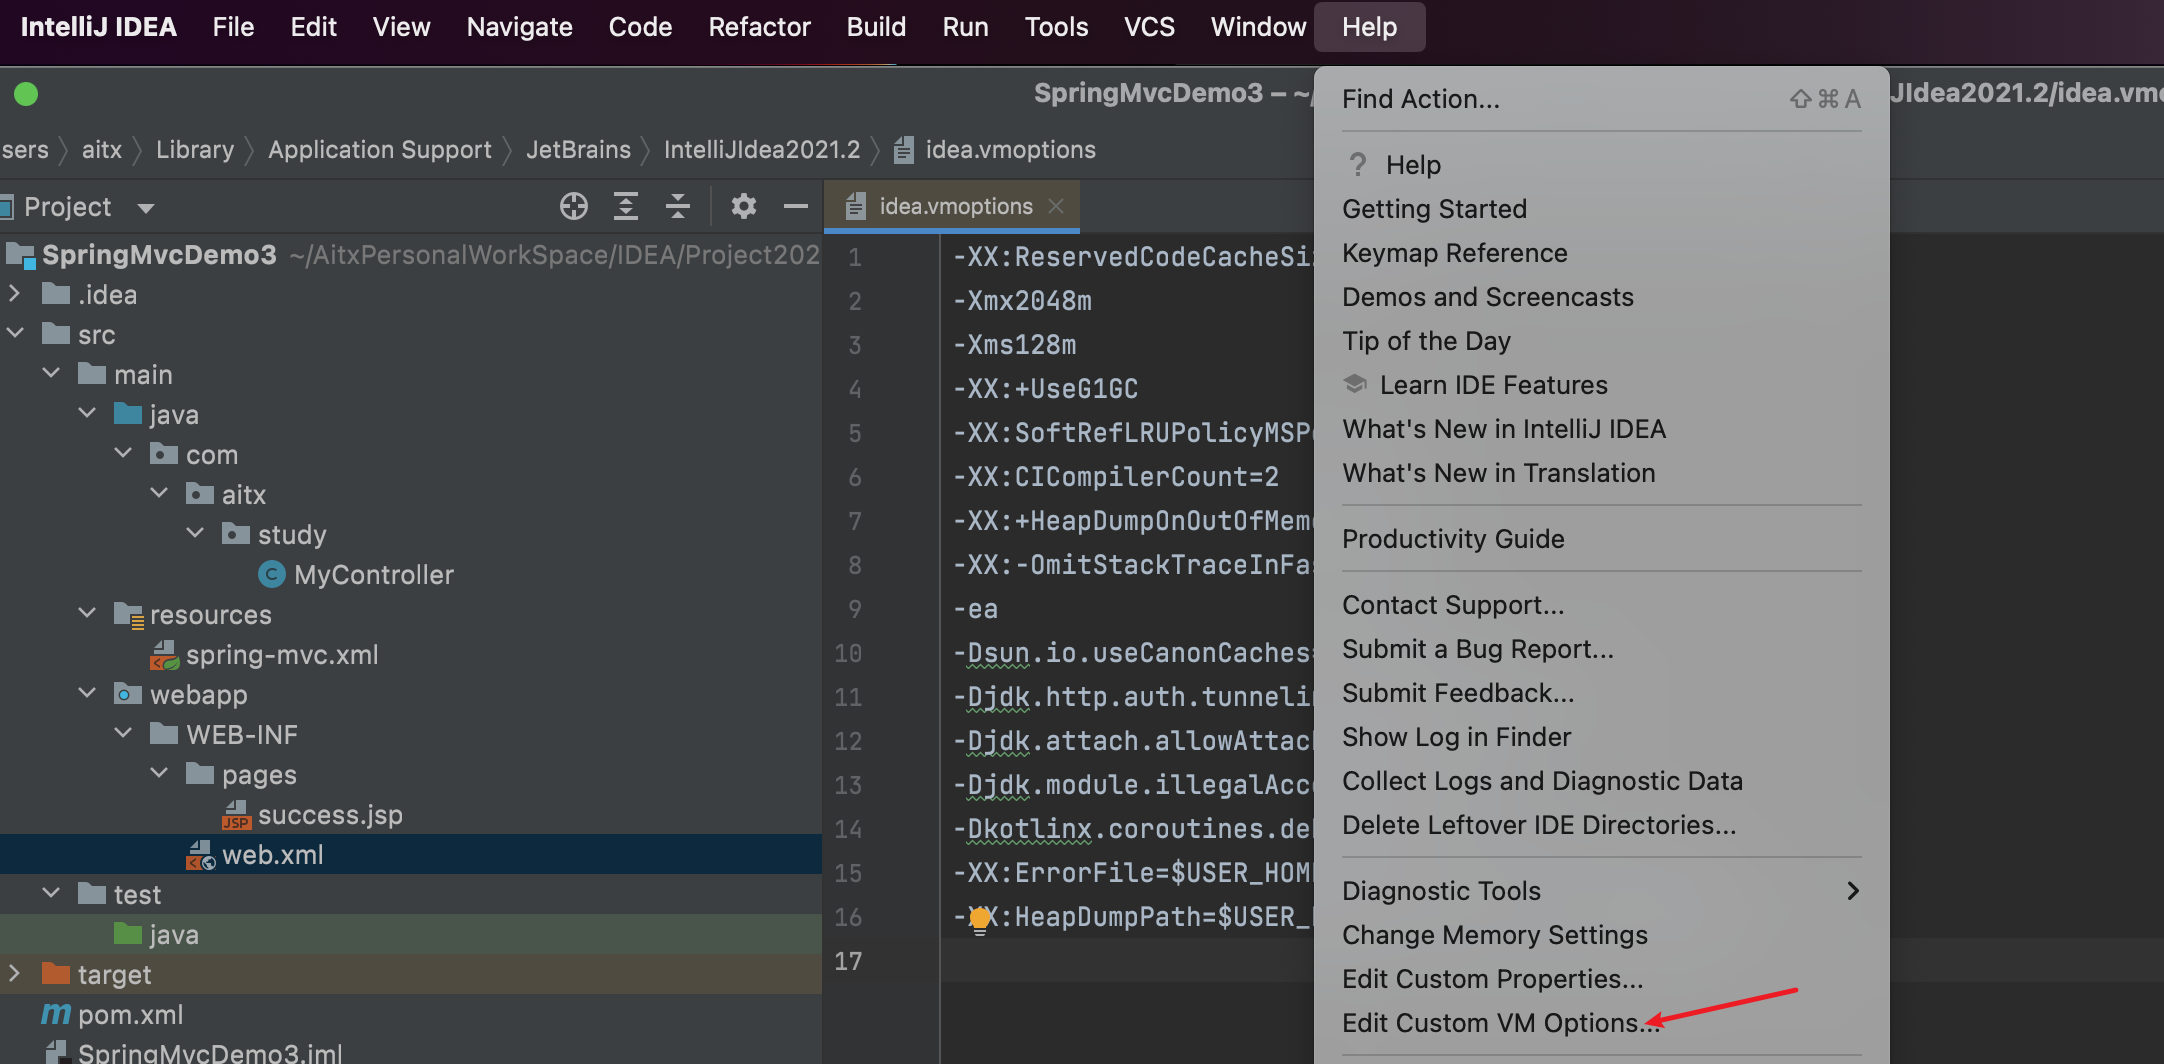 IntelliJ IDEA File Edit View Navigate Code Refactor Build Run Tools VCS Window Help
SpringMvcDemo3 – ~/
JIdea2021.2/idea.vmo
sers aitx Library Application Support JetBrains IntelliJIdea2021.2 idea.vmoptions
Project
SpringMvcDemo3 ~/AitxPersonalWorkSpace/IDEA/Project202
.idea
src
main
java
com
aitx
study
C MyController
resources
spring-mvc.xml
webapp
WEB-INF
pages
JSP success.jsp
web.xml
test
java
target
m pom.xml
SpringMvcDemo3.iml
idea.vmoptions
1 -XX:ReservedCodeCacheSi
2 -Xmx2048m
3 -Xms128m
4 -XX:+UseG1GC
5 -XX:SoftRefLRUPolicyMSPe
6 -XX:CICompilerCount=2
7 -XX:+HeapDumpOnOutOfMem
8 -XX:-OmitStackTraceInFas
9 -ea
10 -Dsun.io.useCanonCaches=
11 -Djdk.http.auth.tunnelin
12 -Djdk.attach.allowAttach
13 -Djdk.module.illegalAcc
14 -Dkotlinx.coroutines.deb
15 -XX:ErrorFile=$USER_HOM
16 -XX:HeapDumpPath=$USER_
17
Find Action... ⇧⌘A
? Help
Getting Started
Keymap Reference
Demos and Screencasts
Tip of the Day
Learn IDE Features
What's New in IntelliJ IDEA
What's New in Translation
Productivity Guide
Contact Support...
Submit a Bug Report...
Submit Feedback...
Show Log in Finder
Collect Logs and Diagnostic Data
Delete Leftover IDE Directories...
Diagnostic Tools
Change Memory Settings
Edit Custom Properties...
Edit Custom VM Options...